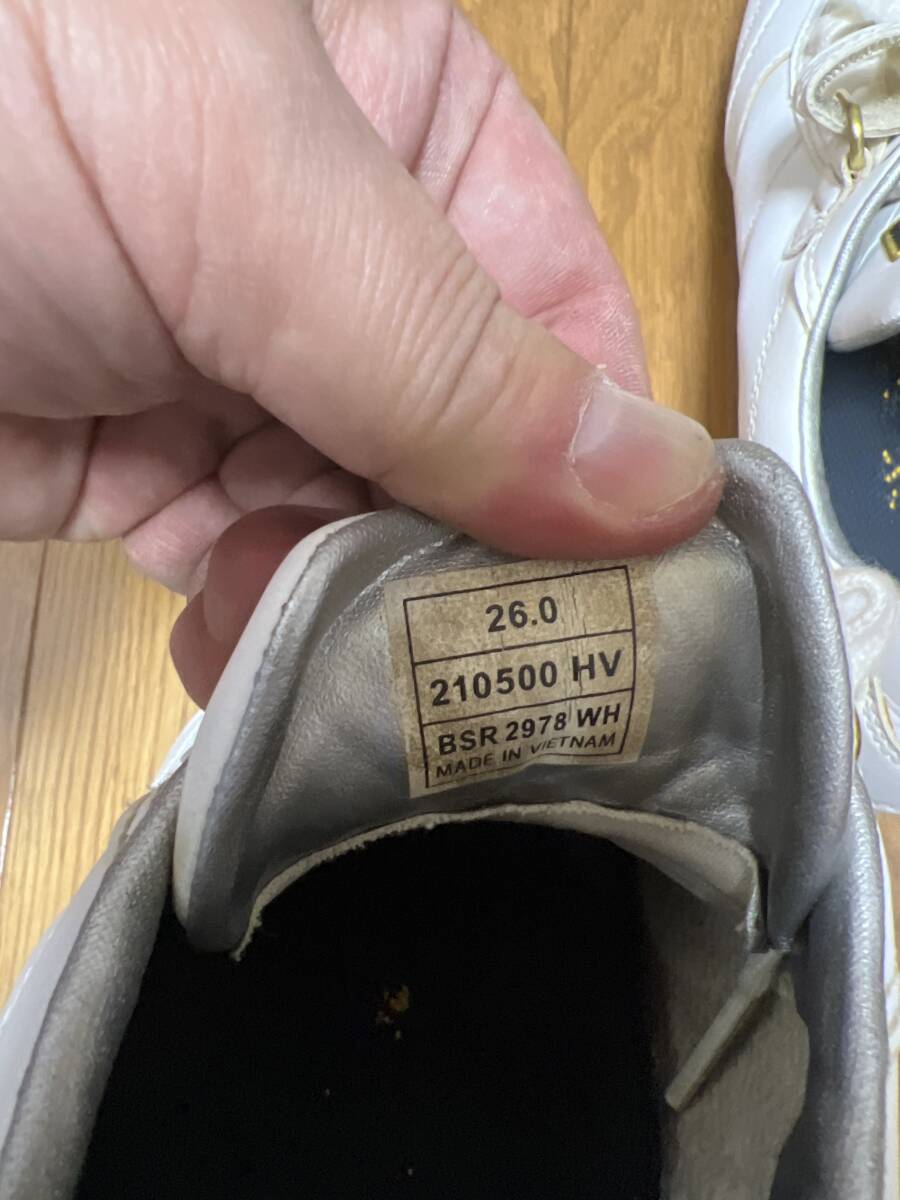 26.0
210500 HV
BSR 2978 WH
MADE IN VIETNAM